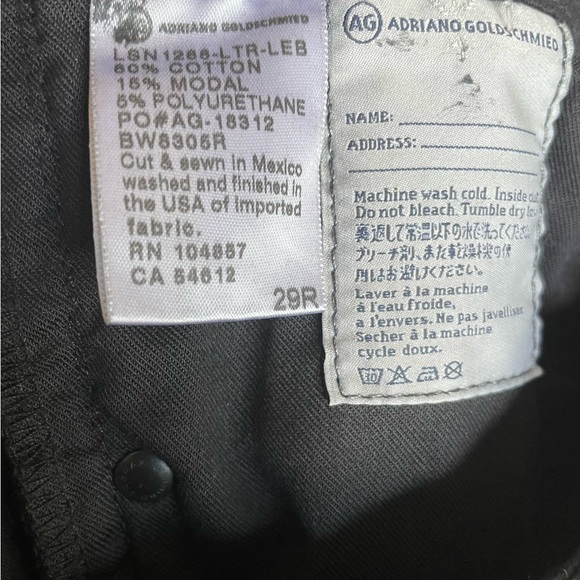 ADRIANO GOLDSCHMIED
LSN1288-LTR-LEB
80% COTTON
15% MODAL
5% POLYURETHANE
PO#AG-18312
BW8305R
Cut & sewn in Mexico
washed and finished in
the USA of imported
fabric.
RN 104857
CA 54612
29R
AG ADRIANO GOLDSCHMIED
NAME:
ADDRESS:
Machine wash cold. Inside
Do not bleach. Tumble dry
裏返して常温以下の水で洗ってくださ
ブリーチ剤、また乾燥機の使
用はお避けください。
Laver à la machine
à l'eau froide,
a l'envers. Ne pas javelliser
Secher à la machine
cycle doux.
30